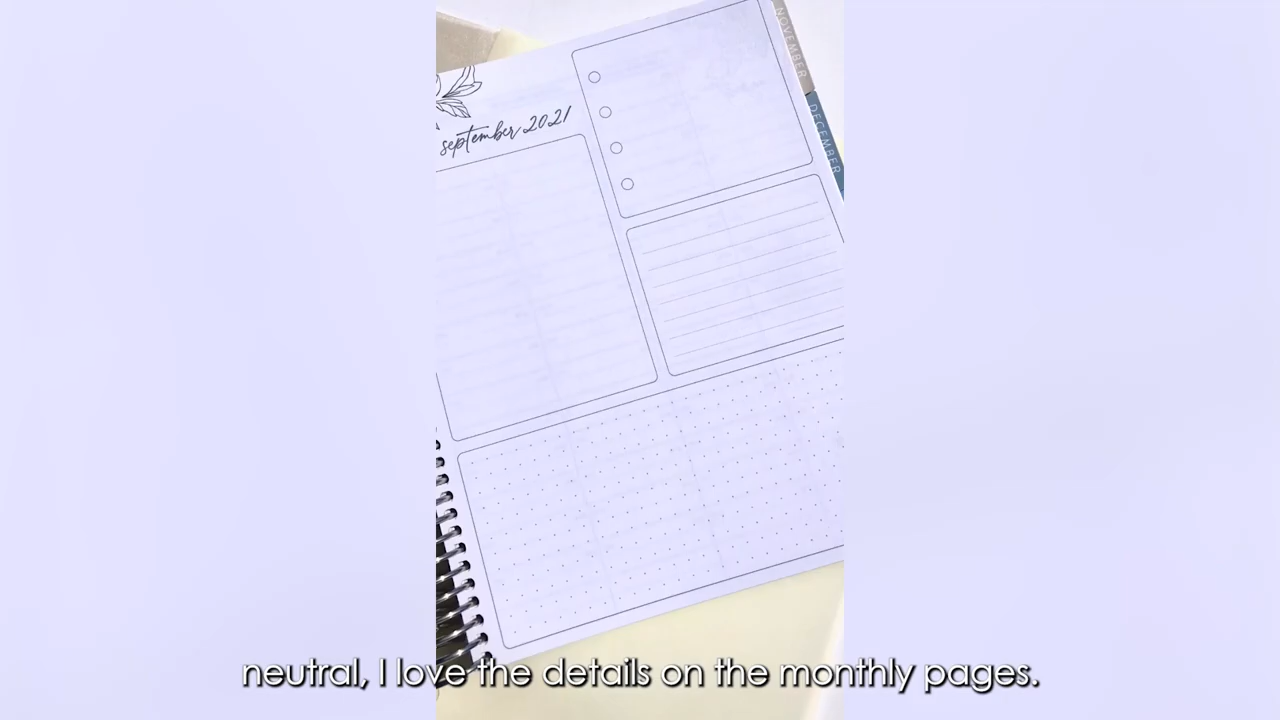 NOVEMBER
DECEMBER
september 2021
neutral, I love the details on the monthly pages.